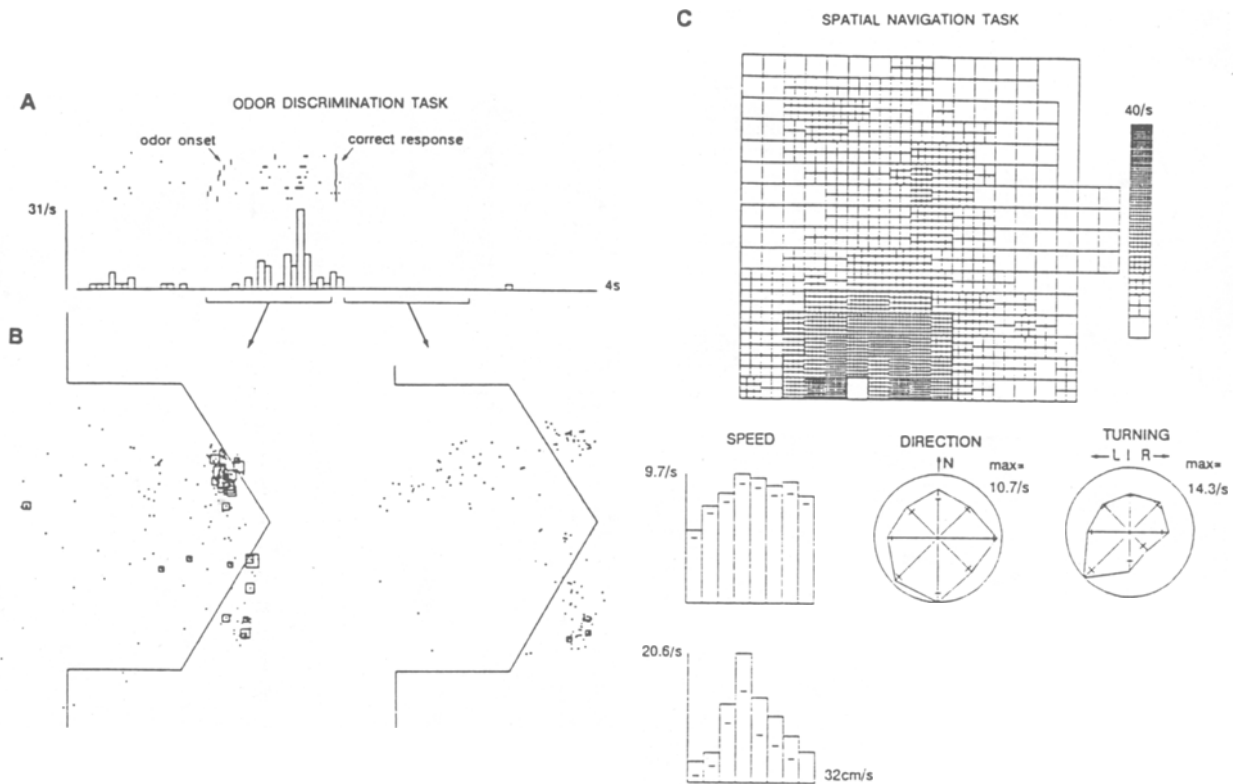 A
ODOR DISCRIMINATION TASK
odor onset
correct response
31/s
4s
B
C
SPATIAL NAVIGATION TASK
40/s
SPEED
9.7/s
DIRECTION
N
max=
10.7/s
TURNING
L I R
max=
14.3/s
20.6/s
32cm/s